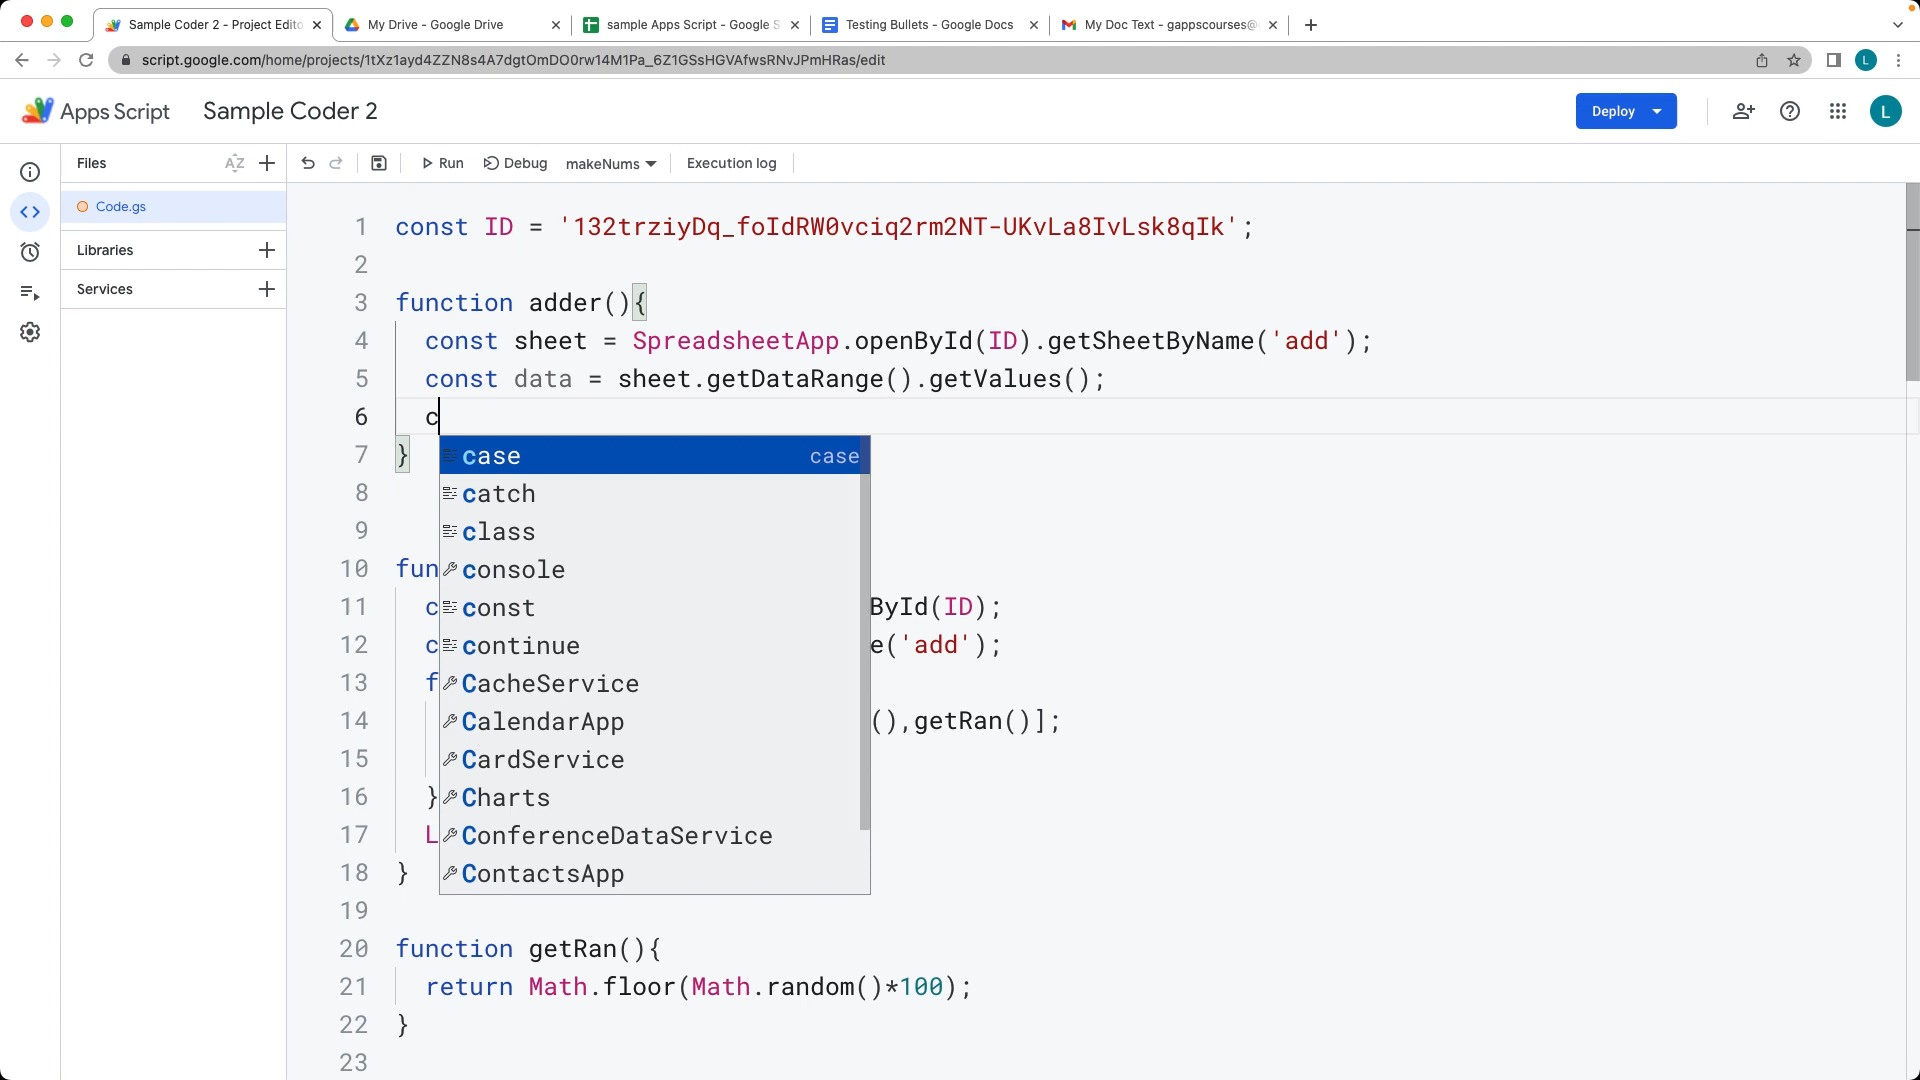 Sample Coder 2 - Project Edito
My Drive - Google Drive
sample Apps Script - Google S
Testing Bullets - Google Docs
My Doc Text - gappscourses@
script.google.com/home/projects/1tXz1ayd4ZZN8s4A7dgtOmDO0rw14M1Pa_6Z1GSsHGVAfwsRNvJPmHRas/edit
L
Apps Script
Sample Coder 2
Deploy
L
Files
AZ
Run
Debug
makeNums
Execution log
Code.gs
Libraries
Services
1 const ID = '132trziyDq_foIdRW0vciq2rm2NT-UKvLa8IvLsk8qIk';
2
3 function adder(){
4 const sheet = SpreadsheetApp.openById(ID).getSheetByName('add');
5 const data = sheet.getDataRange().getValues();
6 c
7 }
case case
8
catch
9
class
10 fun
console
11 c ById(ID);
const
12 c e('add');
continue
13 f
CacheService
14 (),getRan()];
CalendarApp
15
CardService
16 }
Charts
17 L
ConferenceDataService
18 }
ContactsApp
19
20 function getRan(){
21 return Math.floor(Math.random()*100);
22 }
23